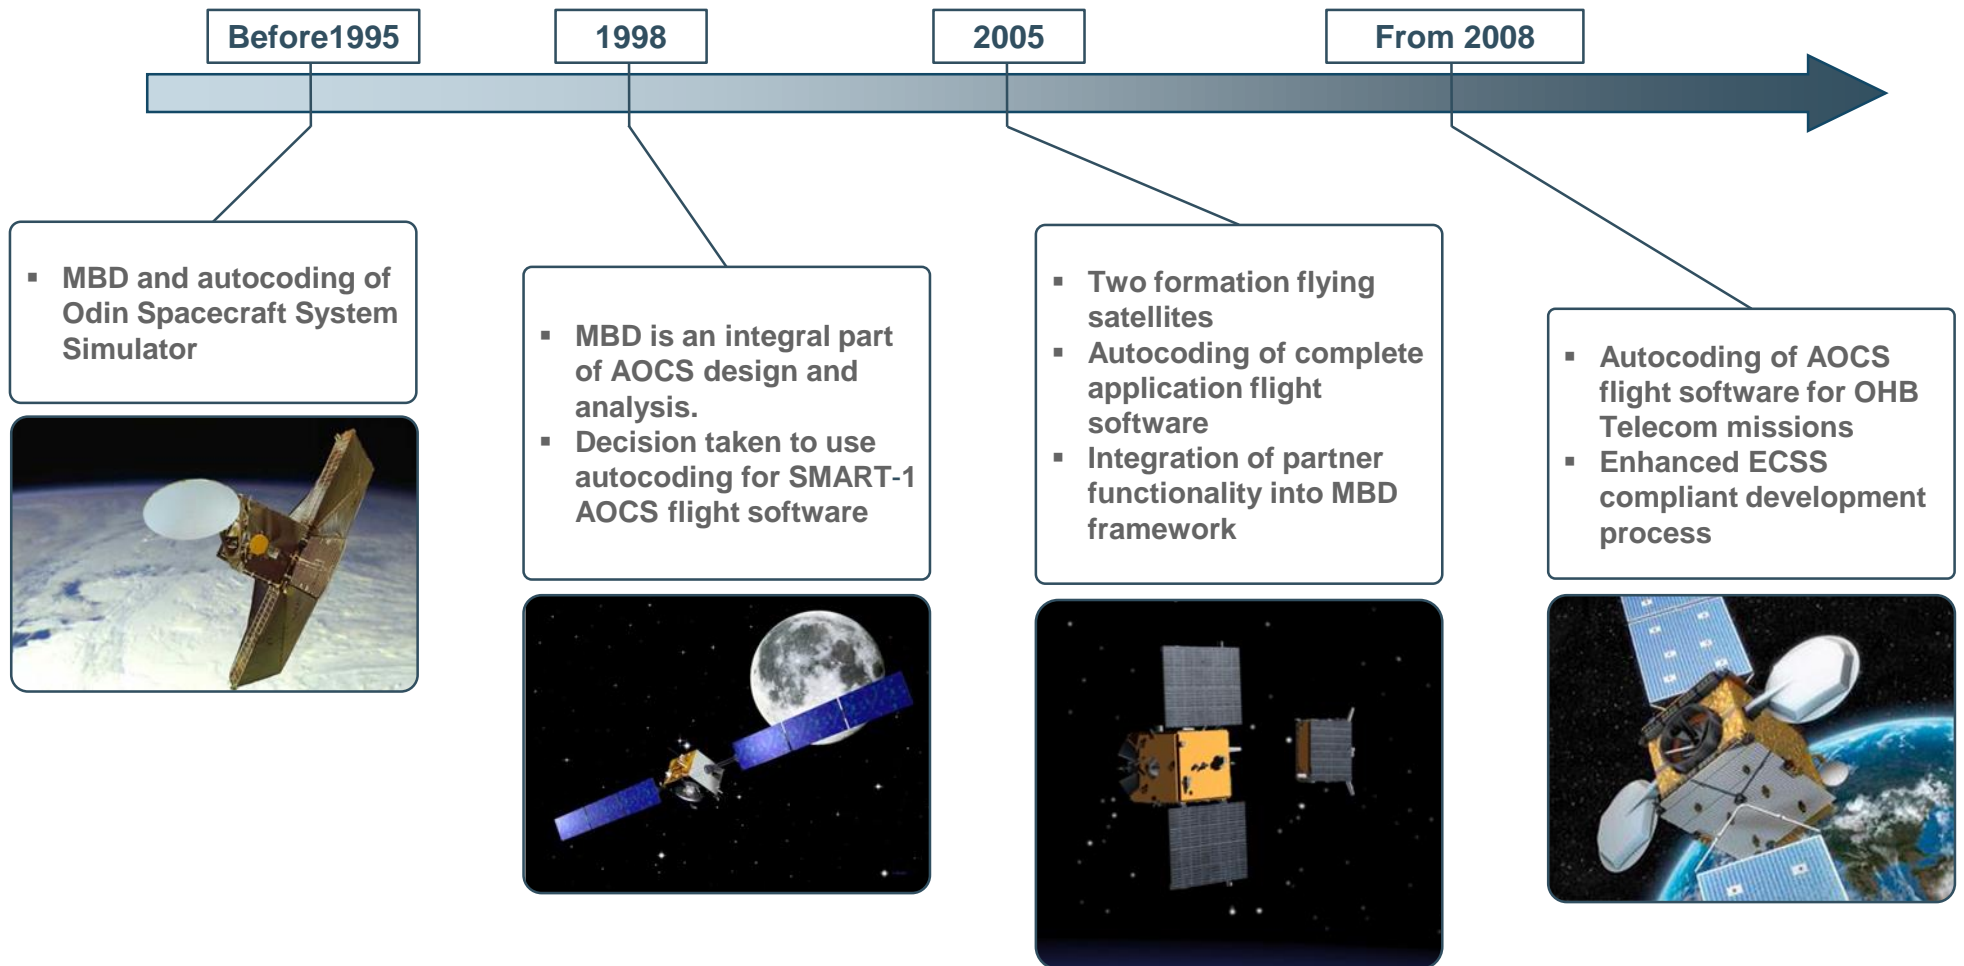 Before1995
1998
2005
From 2008
▪ MBD and autocoding of
Odin Spacecraft System
Simulator
▪ MBD is an integral part
of AOCS design and
analysis.
▪ Decision taken to use
autocoding for SMART-1
AOCS flight software
▪ Two formation flying
satellites
▪ Autocoding of complete
application flight
software
▪ Integration of partner
functionality into MBD
framework
▪ Autocoding of AOCS
flight software for OHB
Telecom missions
▪ Enhanced ECSS
compliant development
process